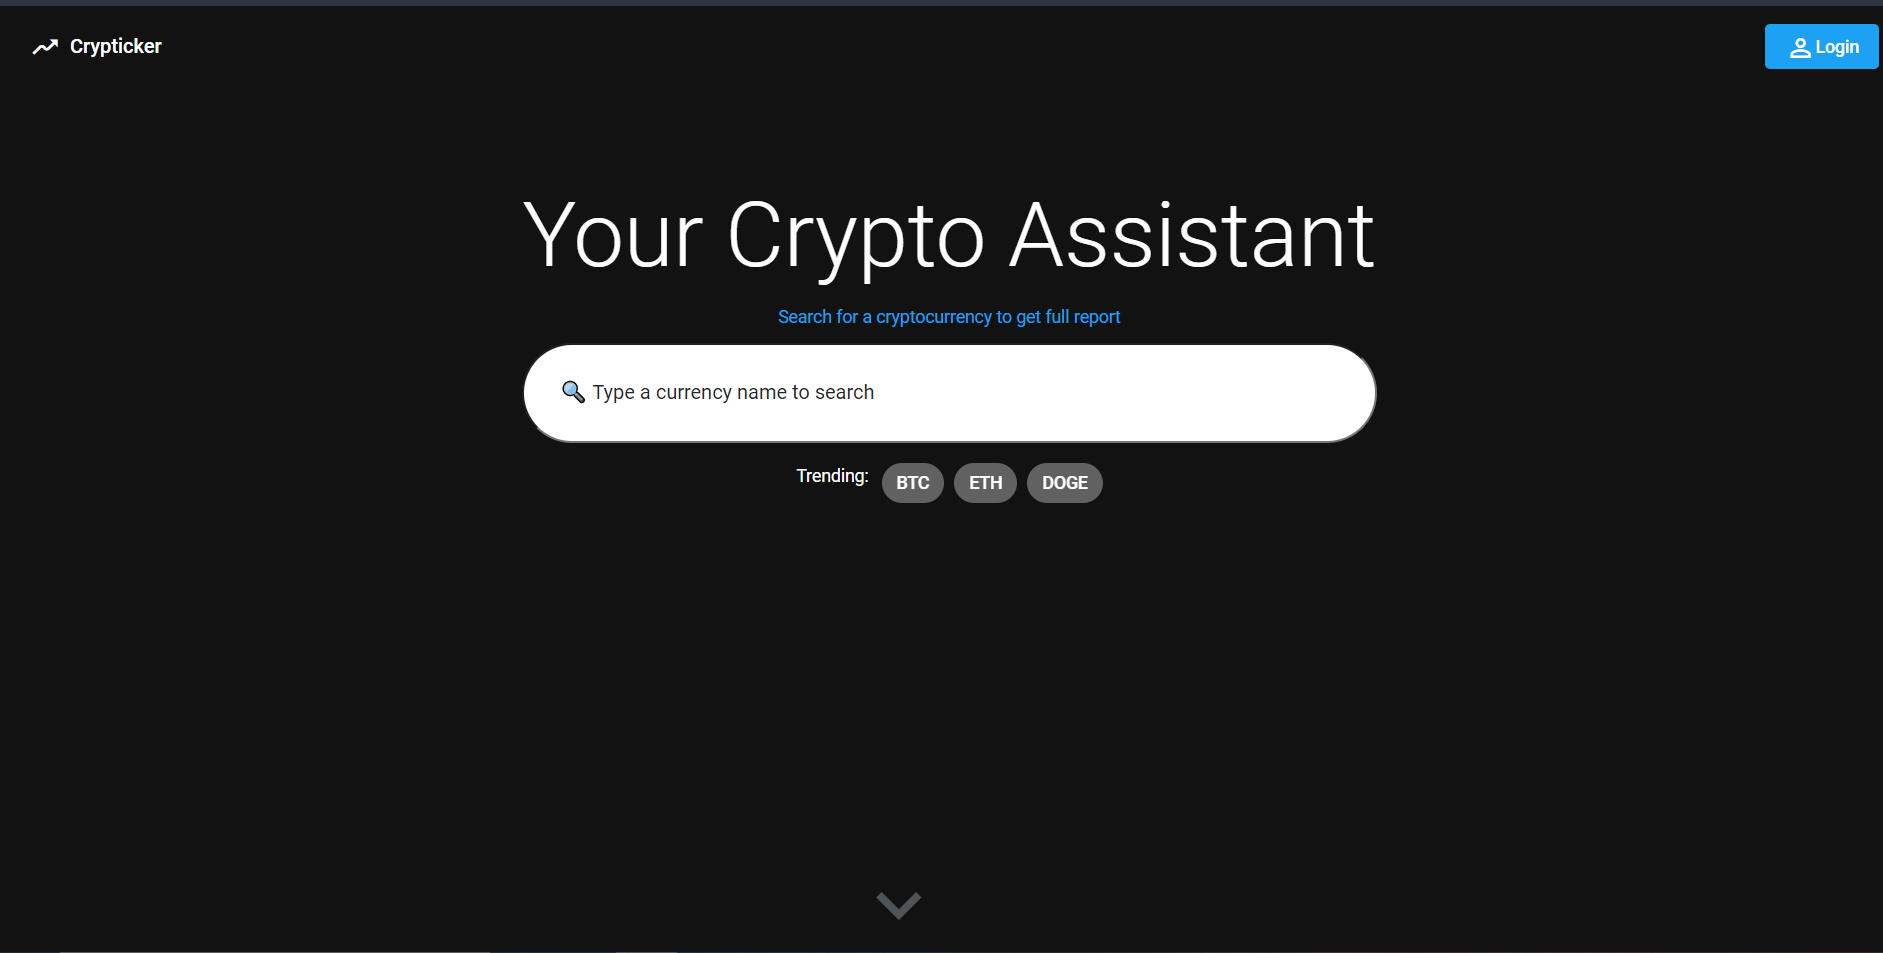 Crypticker
Login
Your Crypto Assistant
Search for a cryptocurrency to get full report
🔍 Type a currency name to search
Trending: BTC ETH DOGE